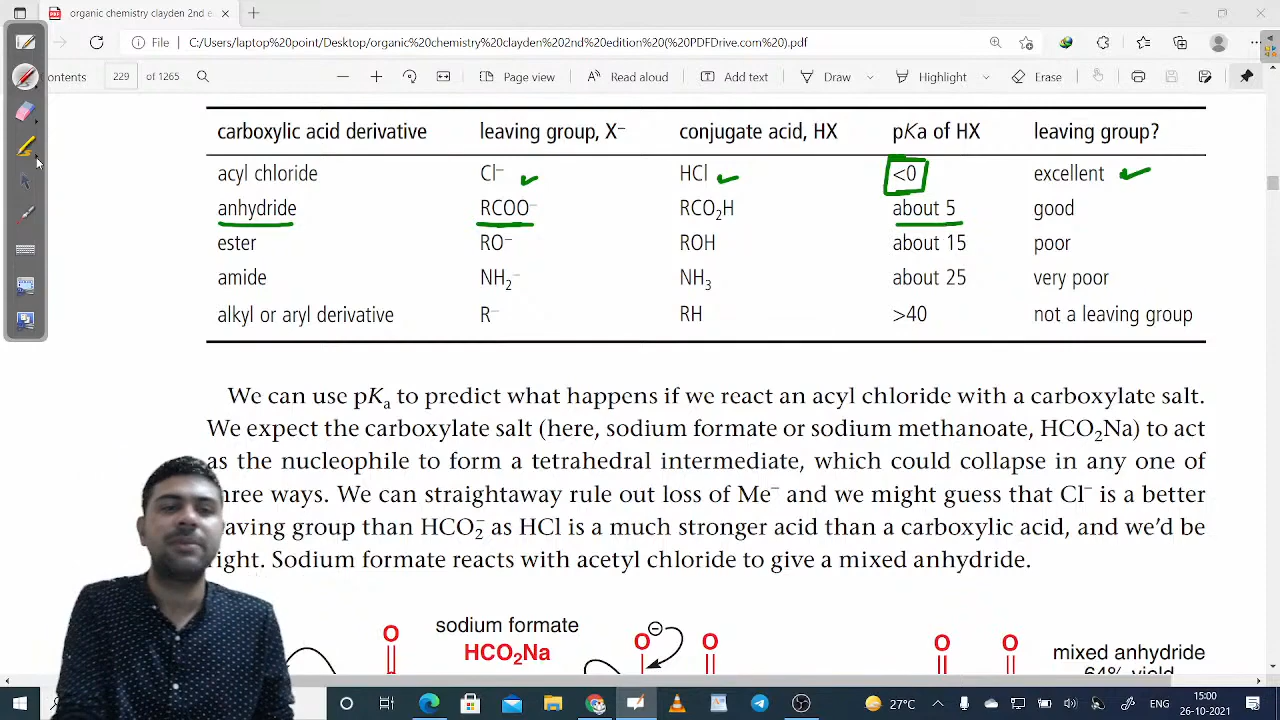 organic chemistry clayden 2nd e
File
C:/Users/laptop%20point/Desktop/organic%20chemistry%20clayden%202nd%20edition%20(%20PDFDrive.com%20).pdf
ontents
229 of 1265
Page view
Read aloud
Add text
Draw
Highlight
Erase
carboxylic acid derivative leaving group, X⁻ conjugate acid, HX pKa of HX leaving group?
acyl chloride Cl⁻ HCl <0 excellent
anhydride RCOO⁻ RCO₂H about 5 good
ester RO⁻ ROH about 15 poor
amide NH₂⁻ NH₃ about 25 very poor
alkyl or aryl derivative R⁻ RH >40 not a leaving group
We can use pKₐ to predict what happens if we react an acyl chloride with a carboxylate salt.
We expect the carboxylate salt (here, sodium formate or sodium methanoate, HCO₂Na) to act
as the nucleophile to form a tetrahedral intermediate, which could collapse in any one of
three ways. We can straightaway rule out loss of Me⁻ and we might guess that Cl⁻ is a better
eaving group than HCO₂⁻ as HCl is a much stronger acid than a carboxylic acid, and we'd be
right. Sodium formate reacts with acetyl chloride to give a mixed anhydride.
sodium formate
HCO₂Na
O
O
⊖
O
O
O
mixed anhydride
64% yield
27°C
ENG
15:00
26-10-2021